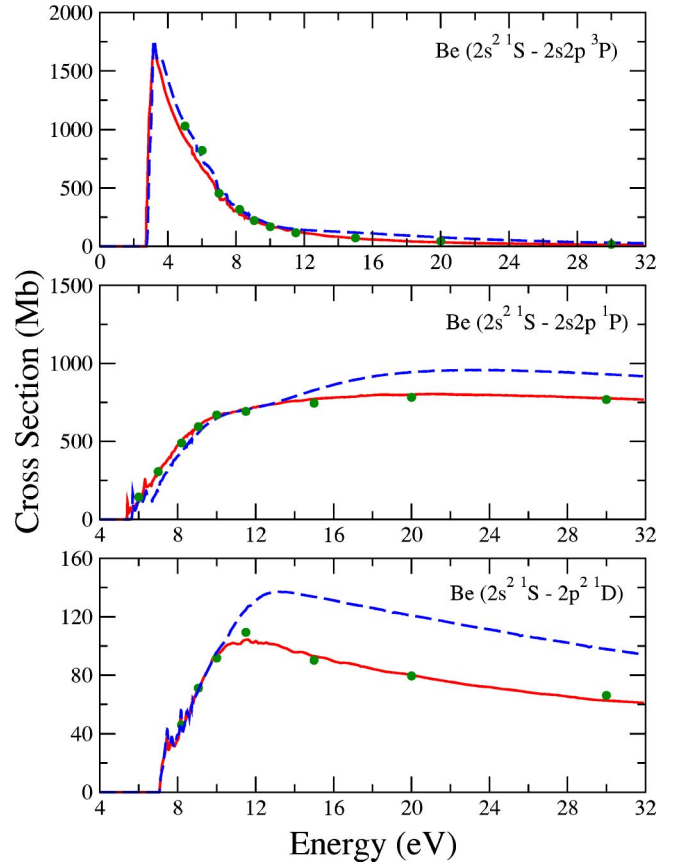 2000
Be (2s² ¹S - 2s2p ³P)
1500
1000
500
0
0 4 8 12 16 20 24 28 32
1500
Be (2s² ¹S - 2s2p ¹P)
1000
500
0
4 8 12 16 20 24 28 32
160
Be (2s² ¹S - 2p² ¹D)
120
80
40
0
4 8 12 16 20 24 28 32
Cross Section (Mb)
Energy (eV)